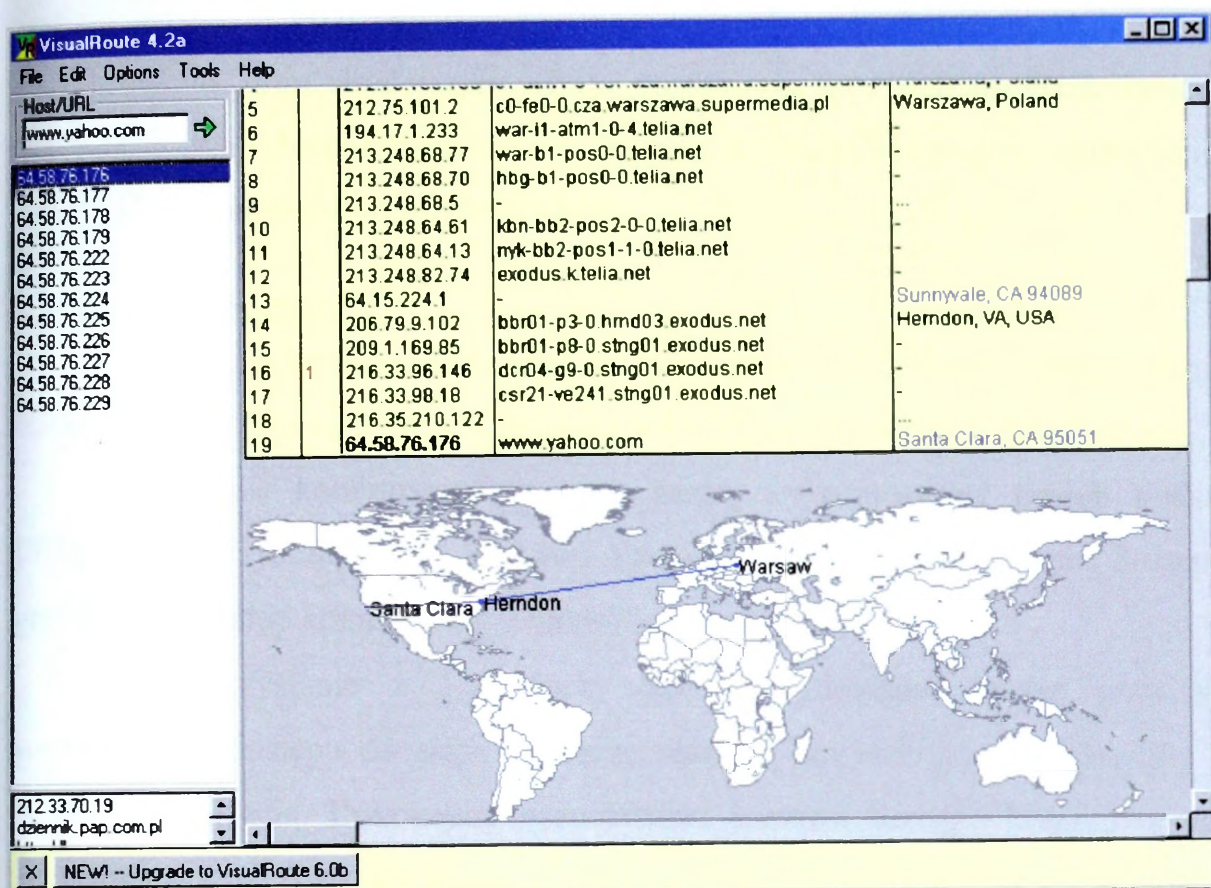 VisualRoute 4.2a
File Edit Options Tools Help
Host/URL
www.yahoo.com
64.58.76.176
64.58.76.177
64.58.76.178
64.58.76.179
64.58.76.222
64.58.76.223
64.58.76.224
64.58.76.225
64.58.76.226
64.58.76.227
64.58.76.228
64.58.76.229
212.33.70.19
dziennik.pap.com.pl
5 212.75.101.2 c0-fe0-0.cza.warszawa.supermedia.pl Warszawa, Poland
6 194.17.1.233 war-i1-atm1-0-4.telia.net -
7 213.248.68.77 war-b1-pos0-0.telia.net -
8 213.248.68.70 hbg-b1-pos0-0.telia.net -
9 213.248.68.5 - ...
10 213.248.64.61 kbn-bb2-pos2-0-0.telia.net -
11 213.248.64.13 nyk-bb2-pos1-1-0.telia.net -
12 213.248.82.74 exodus.k.telia.net -
13 64.15.224.1 - Sunnyvale, CA 94089
14 206.79.9.102 bbr01-p3-0.hrnd03.exodus.net Herndon, VA, USA
15 209.1.169.85 bbr01-p8-0.stng01.exodus.net -
16 1 216.33.96.146 dcr04-g9-0.stng01.exodus.net -
17 216.33.98.18 csr21-ve241.stng01.exodus.net -
18 216.35.210.122 - ...
19 64.58.76.176 www.yahoo.com Santa Clara, CA 95051
Warsaw
Santa Clara Herndon
X NEW! -- Upgrade to VisualRoute 6.0b